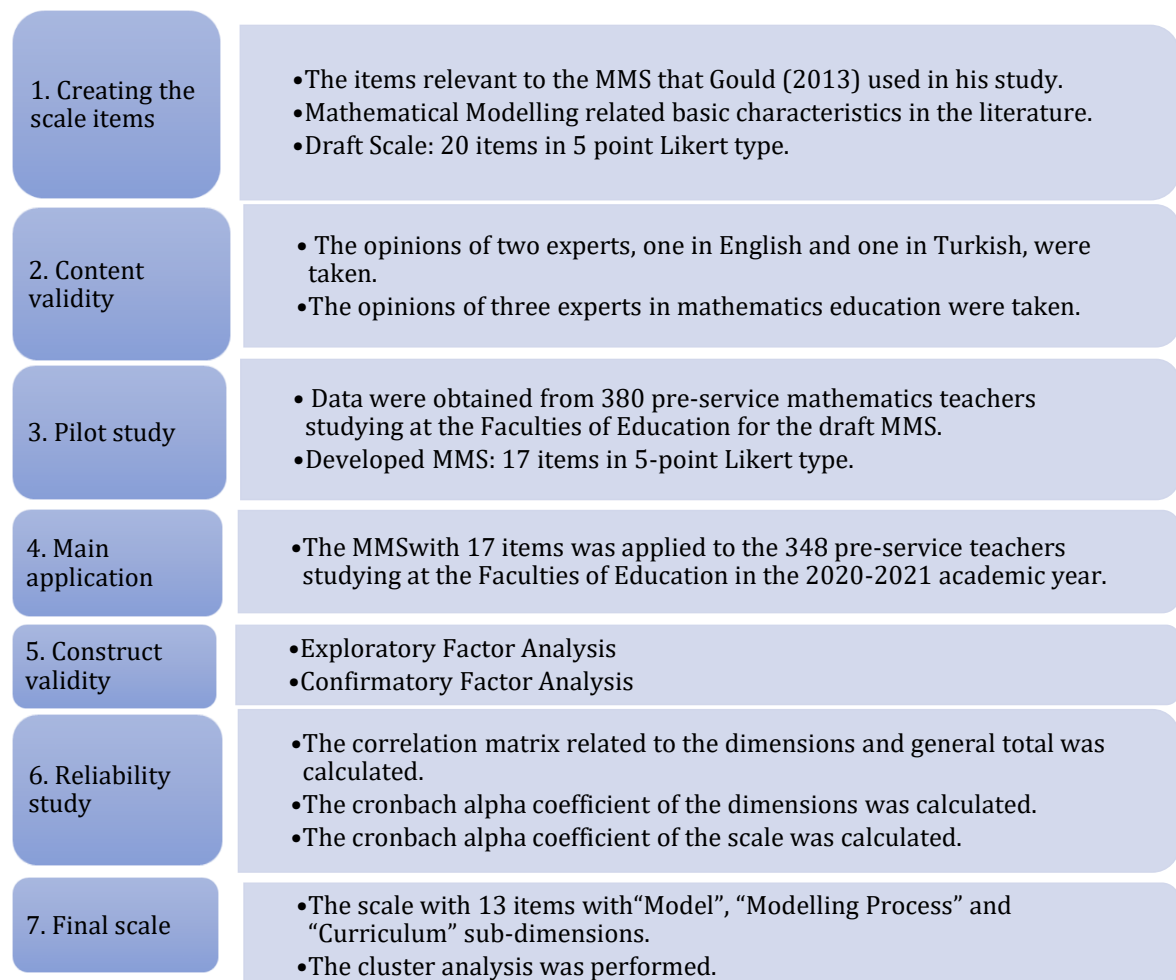 1. Creating the
scale items
•The items relevant to the MMS that Gould (2013) used in his study.
•Mathematical Modelling related basic characteristics in the literature.
•Draft Scale: 20 items in 5 point Likert type.
2. Content
validity
• The opinions of two experts, one in English and one in Turkish, were
taken.
•The opinions of three experts in mathematics education were taken.
3. Pilot study
• Data were obtained from 380 pre-service mathematics teachers
studying at the Faculties of Education for the draft MMS.
•Developed MMS: 17 items in 5-point Likert type.
4. Main
application
•The MMSwith 17 items was applied to the 348 pre-service teachers
studying at the Faculties of Education in the 2020-2021 academic year.
5. Construct
validity
•Exploratory Factor Analysis
•Confirmatory Factor Analysis
6. Reliability
study
•The correlation matrix related to the dimensions and general total was
calculated.
•The cronbach alpha coefficient of the dimensions was calculated.
•The cronbach alpha coefficient of the scale was calculated.
7. Final scale
•The scale with 13 items with“Model”, “Modelling Process” and
“Curriculum” sub-dimensions.
•The cluster analysis was performed.